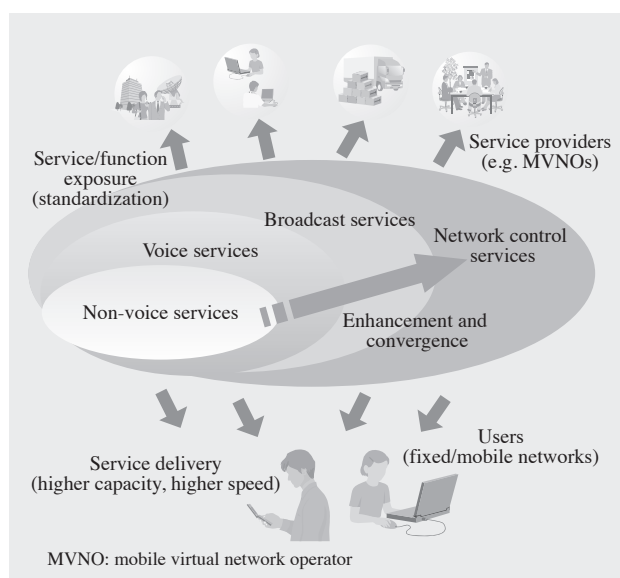 Service/function
exposure
(standardization)
Service providers
(e.g. MVNOs)
Broadcast services
Network control
services
Voice services
Non-voice services
Enhancement and
convergence
Service delivery
(higher capacity, higher speed)
Users
(fixed/mobile networks)
MVNO: mobile virtual network operator